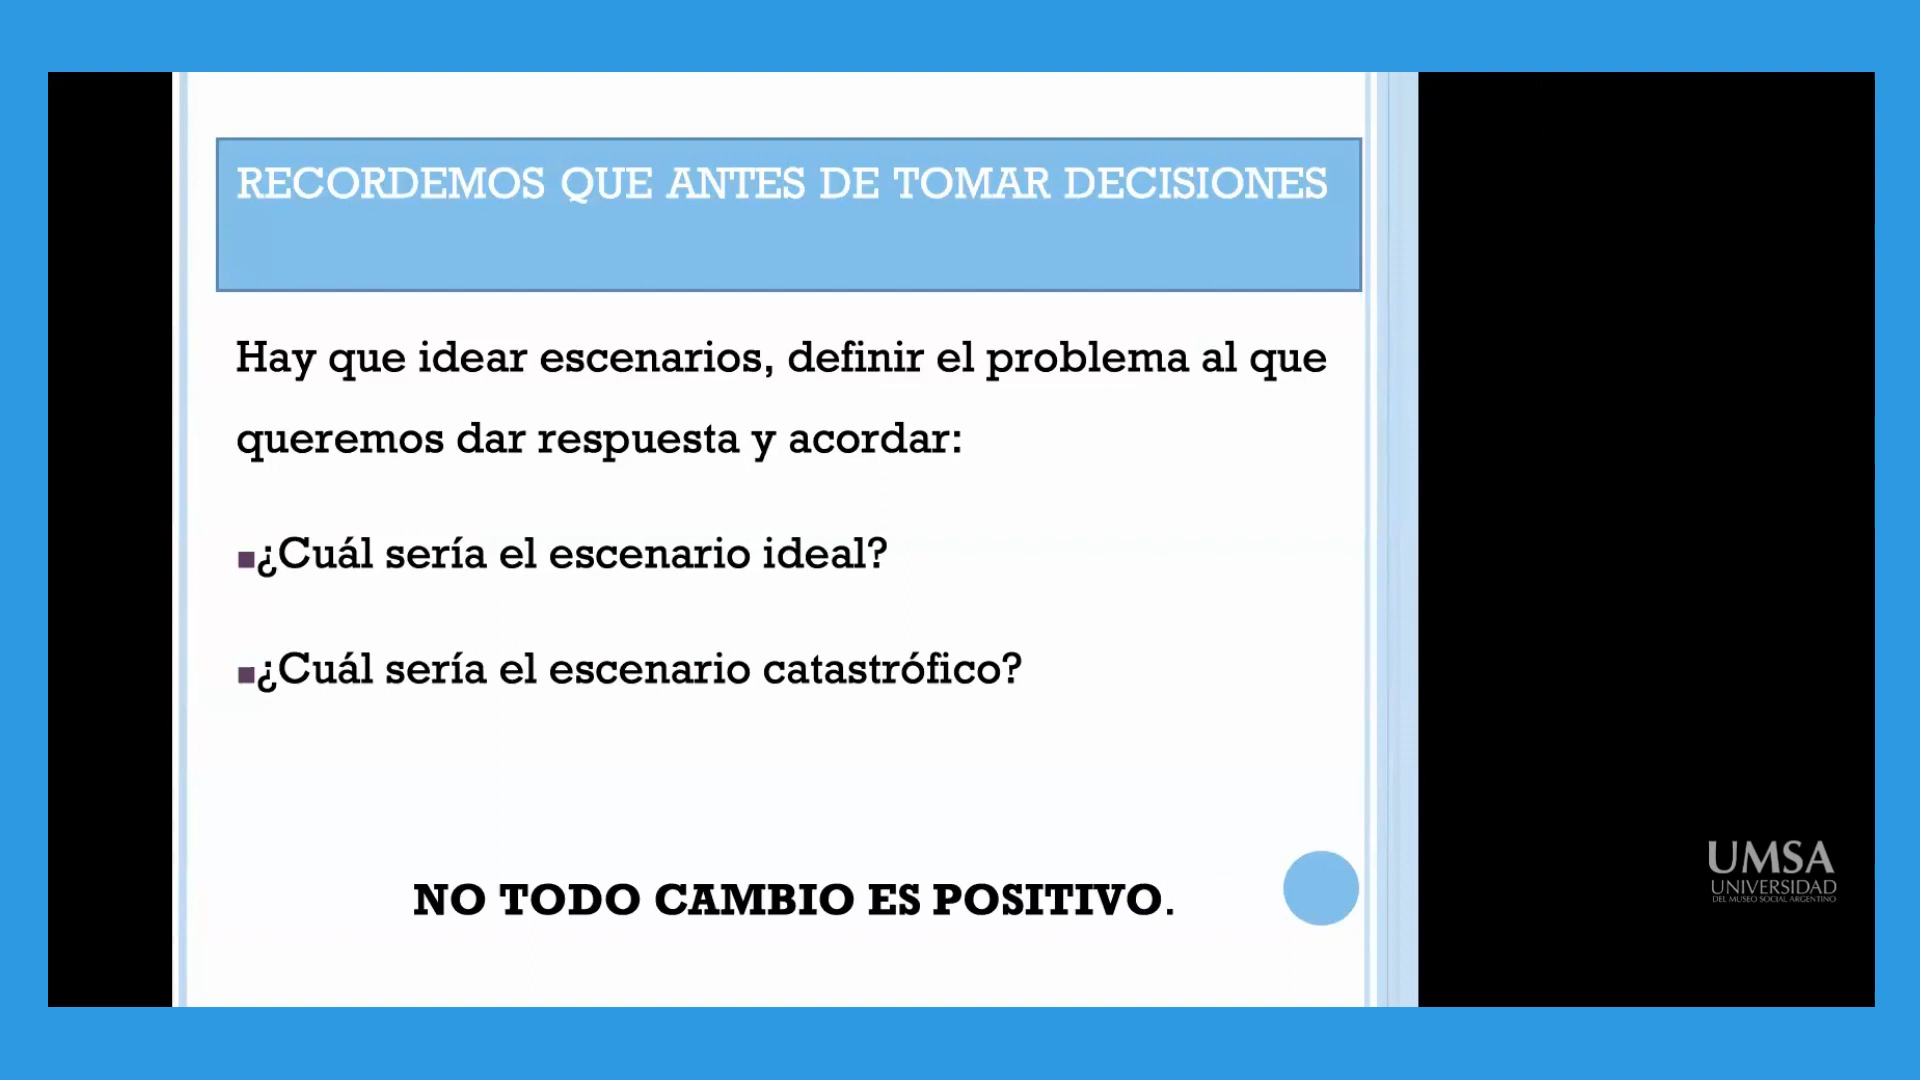 RECORDEMOS QUE ANTES DE TOMAR DECISIONES
Hay que idear escenarios, definir el problema al que
queremos dar respuesta y acordar:
■¿Cuál sería el escenario ideal?
■¿Cuál sería el escenario catastrófico?
NO TODO CAMBIO ES POSITIVO.
UMSA
UNIVERSIDAD
DEL MUSEO SOCIAL ARGENTINO